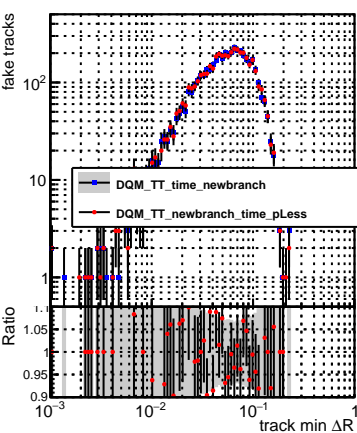 fake tracks
10²
10
1
DQM_TT_time_newbranch
DQM_TT_newbranch_time_pLess
Ratio
1.1
1.05
1.0
0.95
0.9
10⁻³ 10⁻² 10⁻¹ 1
track min ΔR